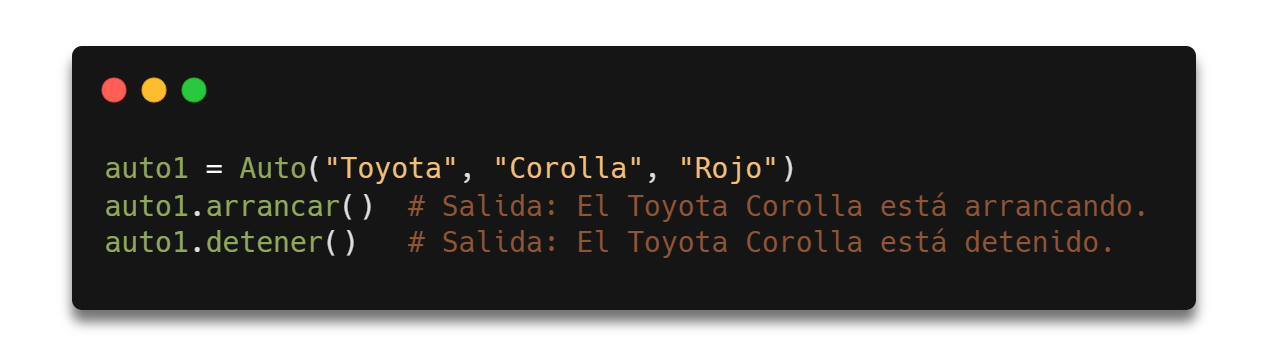 auto1 = Auto("Toyota", "Corolla", "Rojo")
auto1.arrancar()  # Salida: El Toyota Corolla está arrancando.
auto1.detener()   # Salida: El Toyota Corolla está detenido.